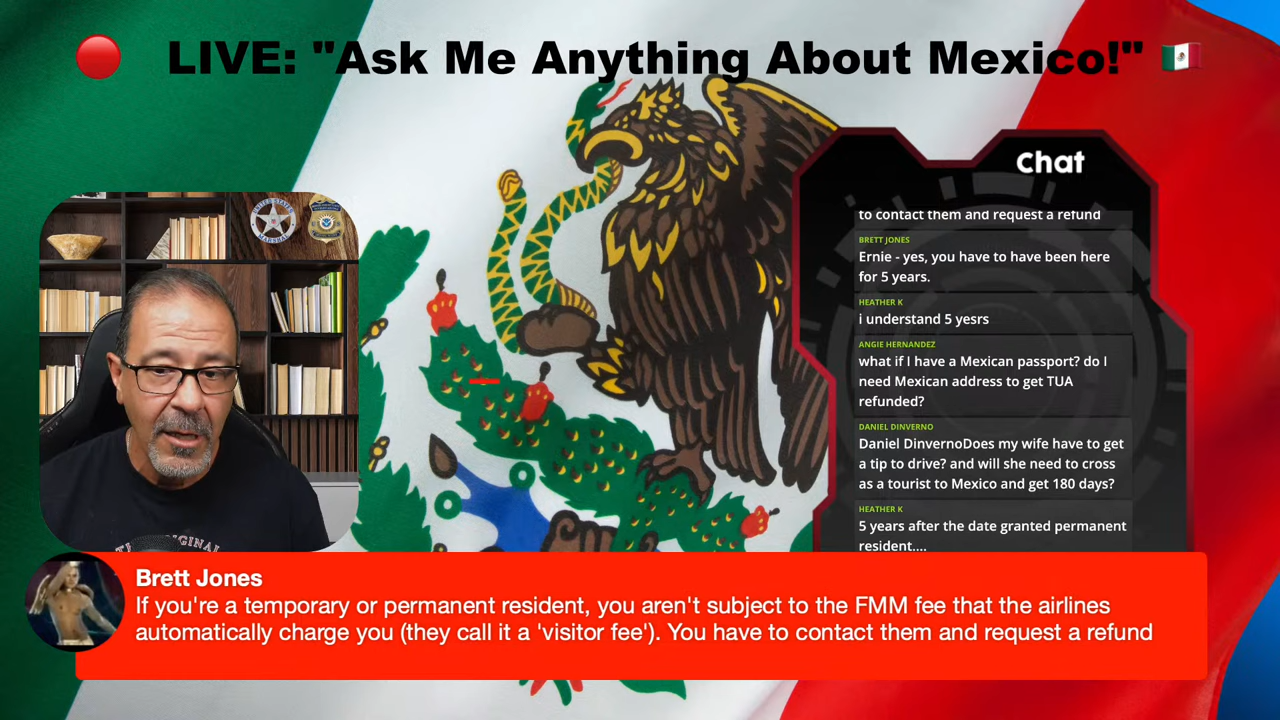 LIVE: "Ask Me Anything About Mexico!"
Chat
to contact them and request a refund
BRETT JONES
Ernie - yes, you have to have been here
for 5 years.
HEATHER K
i understand 5 yesrs
ANGIE HERNANDEZ
what if I have a Mexican passport? do I
need Mexican address to get TUA
refunded?
DANIEL DINVERNO
Daniel DinvernoDoes my wife have to get
a tip to drive? and will she need to cross
as a tourist to Mexico and get 180 days?
HEATHER K
5 years after the date granted permanent
resident....
UNITED STATES
MARSHAL
ORIGINAL
Brett Jones
If you're a temporary or permanent resident, you aren't subject to the FMM fee that the airlines
automatically charge you (they call it a 'visitor fee'). You have to contact them and request a refund